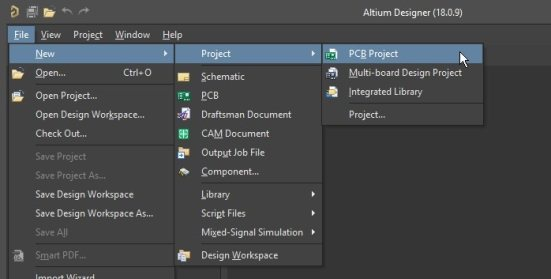 Altium Designer (18.0.9)
File View Project Window Help
New
Open... Ctrl+O
Open Project...
Open Design Workspace...
Check Out...
Save Project
Save Project As...
Save Design Workspace
Save Design Workspace As...
Save All
Smart PDF...
Import Wizard
Project
Schematic
PCB
Draftsman Document
CAM Document
Output Job File
Component...
Library
Script Files
Mixed-Signal Simulation
Design Workspace
PCB Project
Multi-board Design Project
Integrated Library
Project...